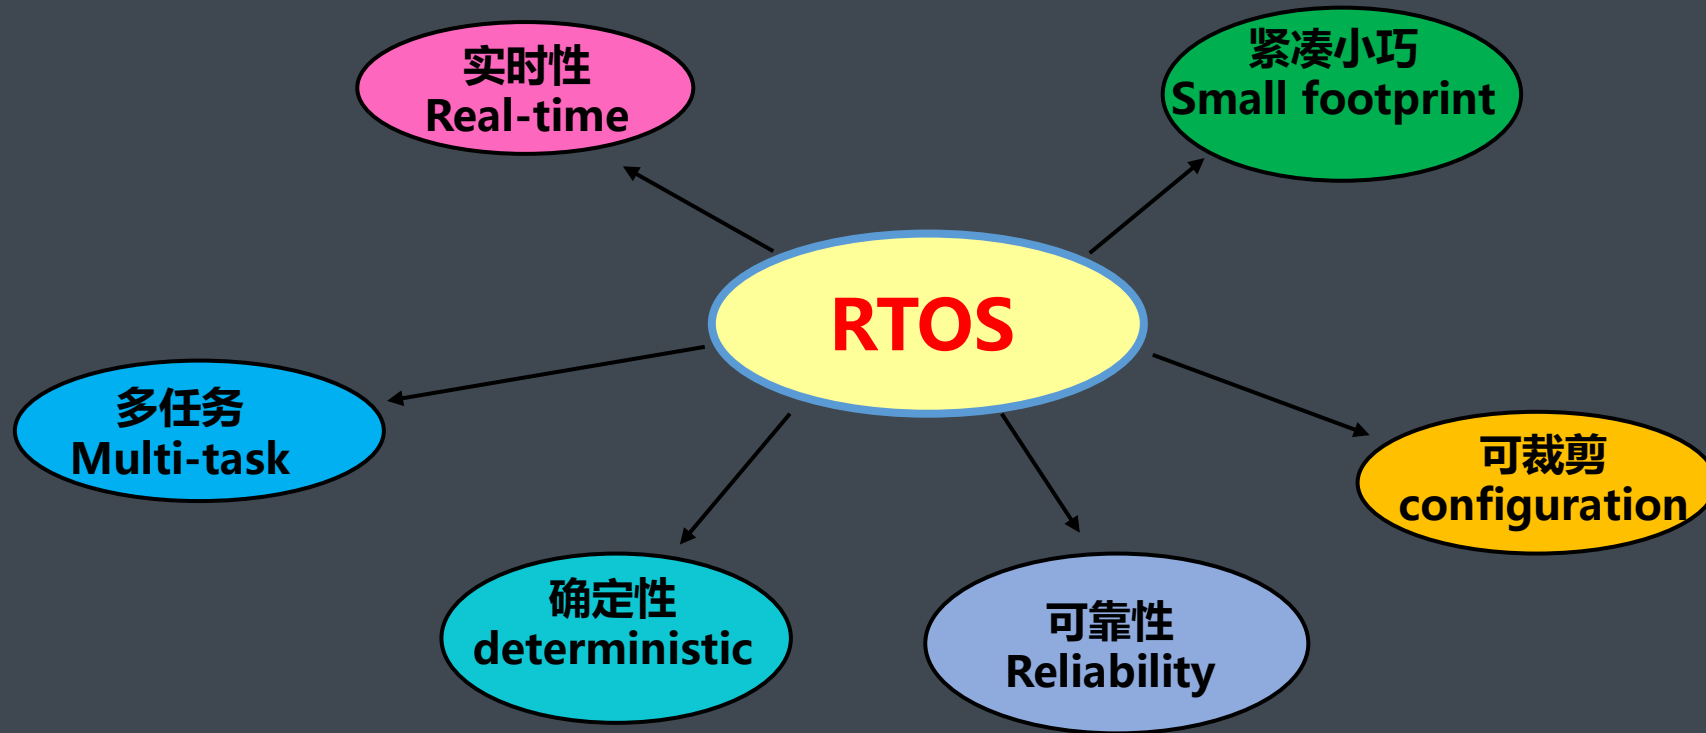 实时性
Real-time
紧凑小巧
Small footprint
RTOS
多任务
Multi-task
可裁剪
configuration
确定性
deterministic
可靠性
Reliability